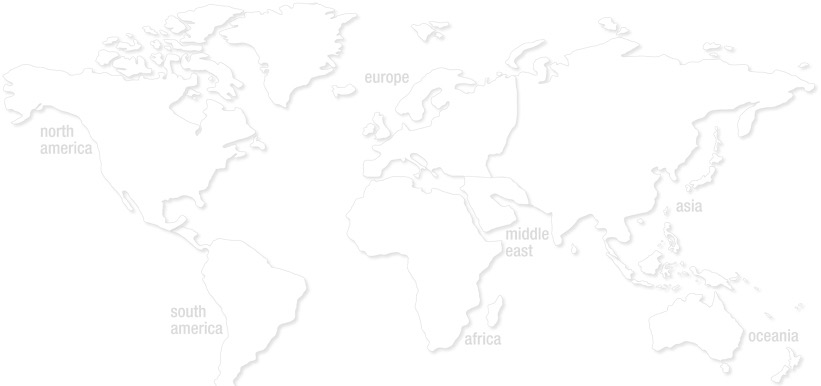 europe
north
america
asia
middle
east
south
america
africa
oceania